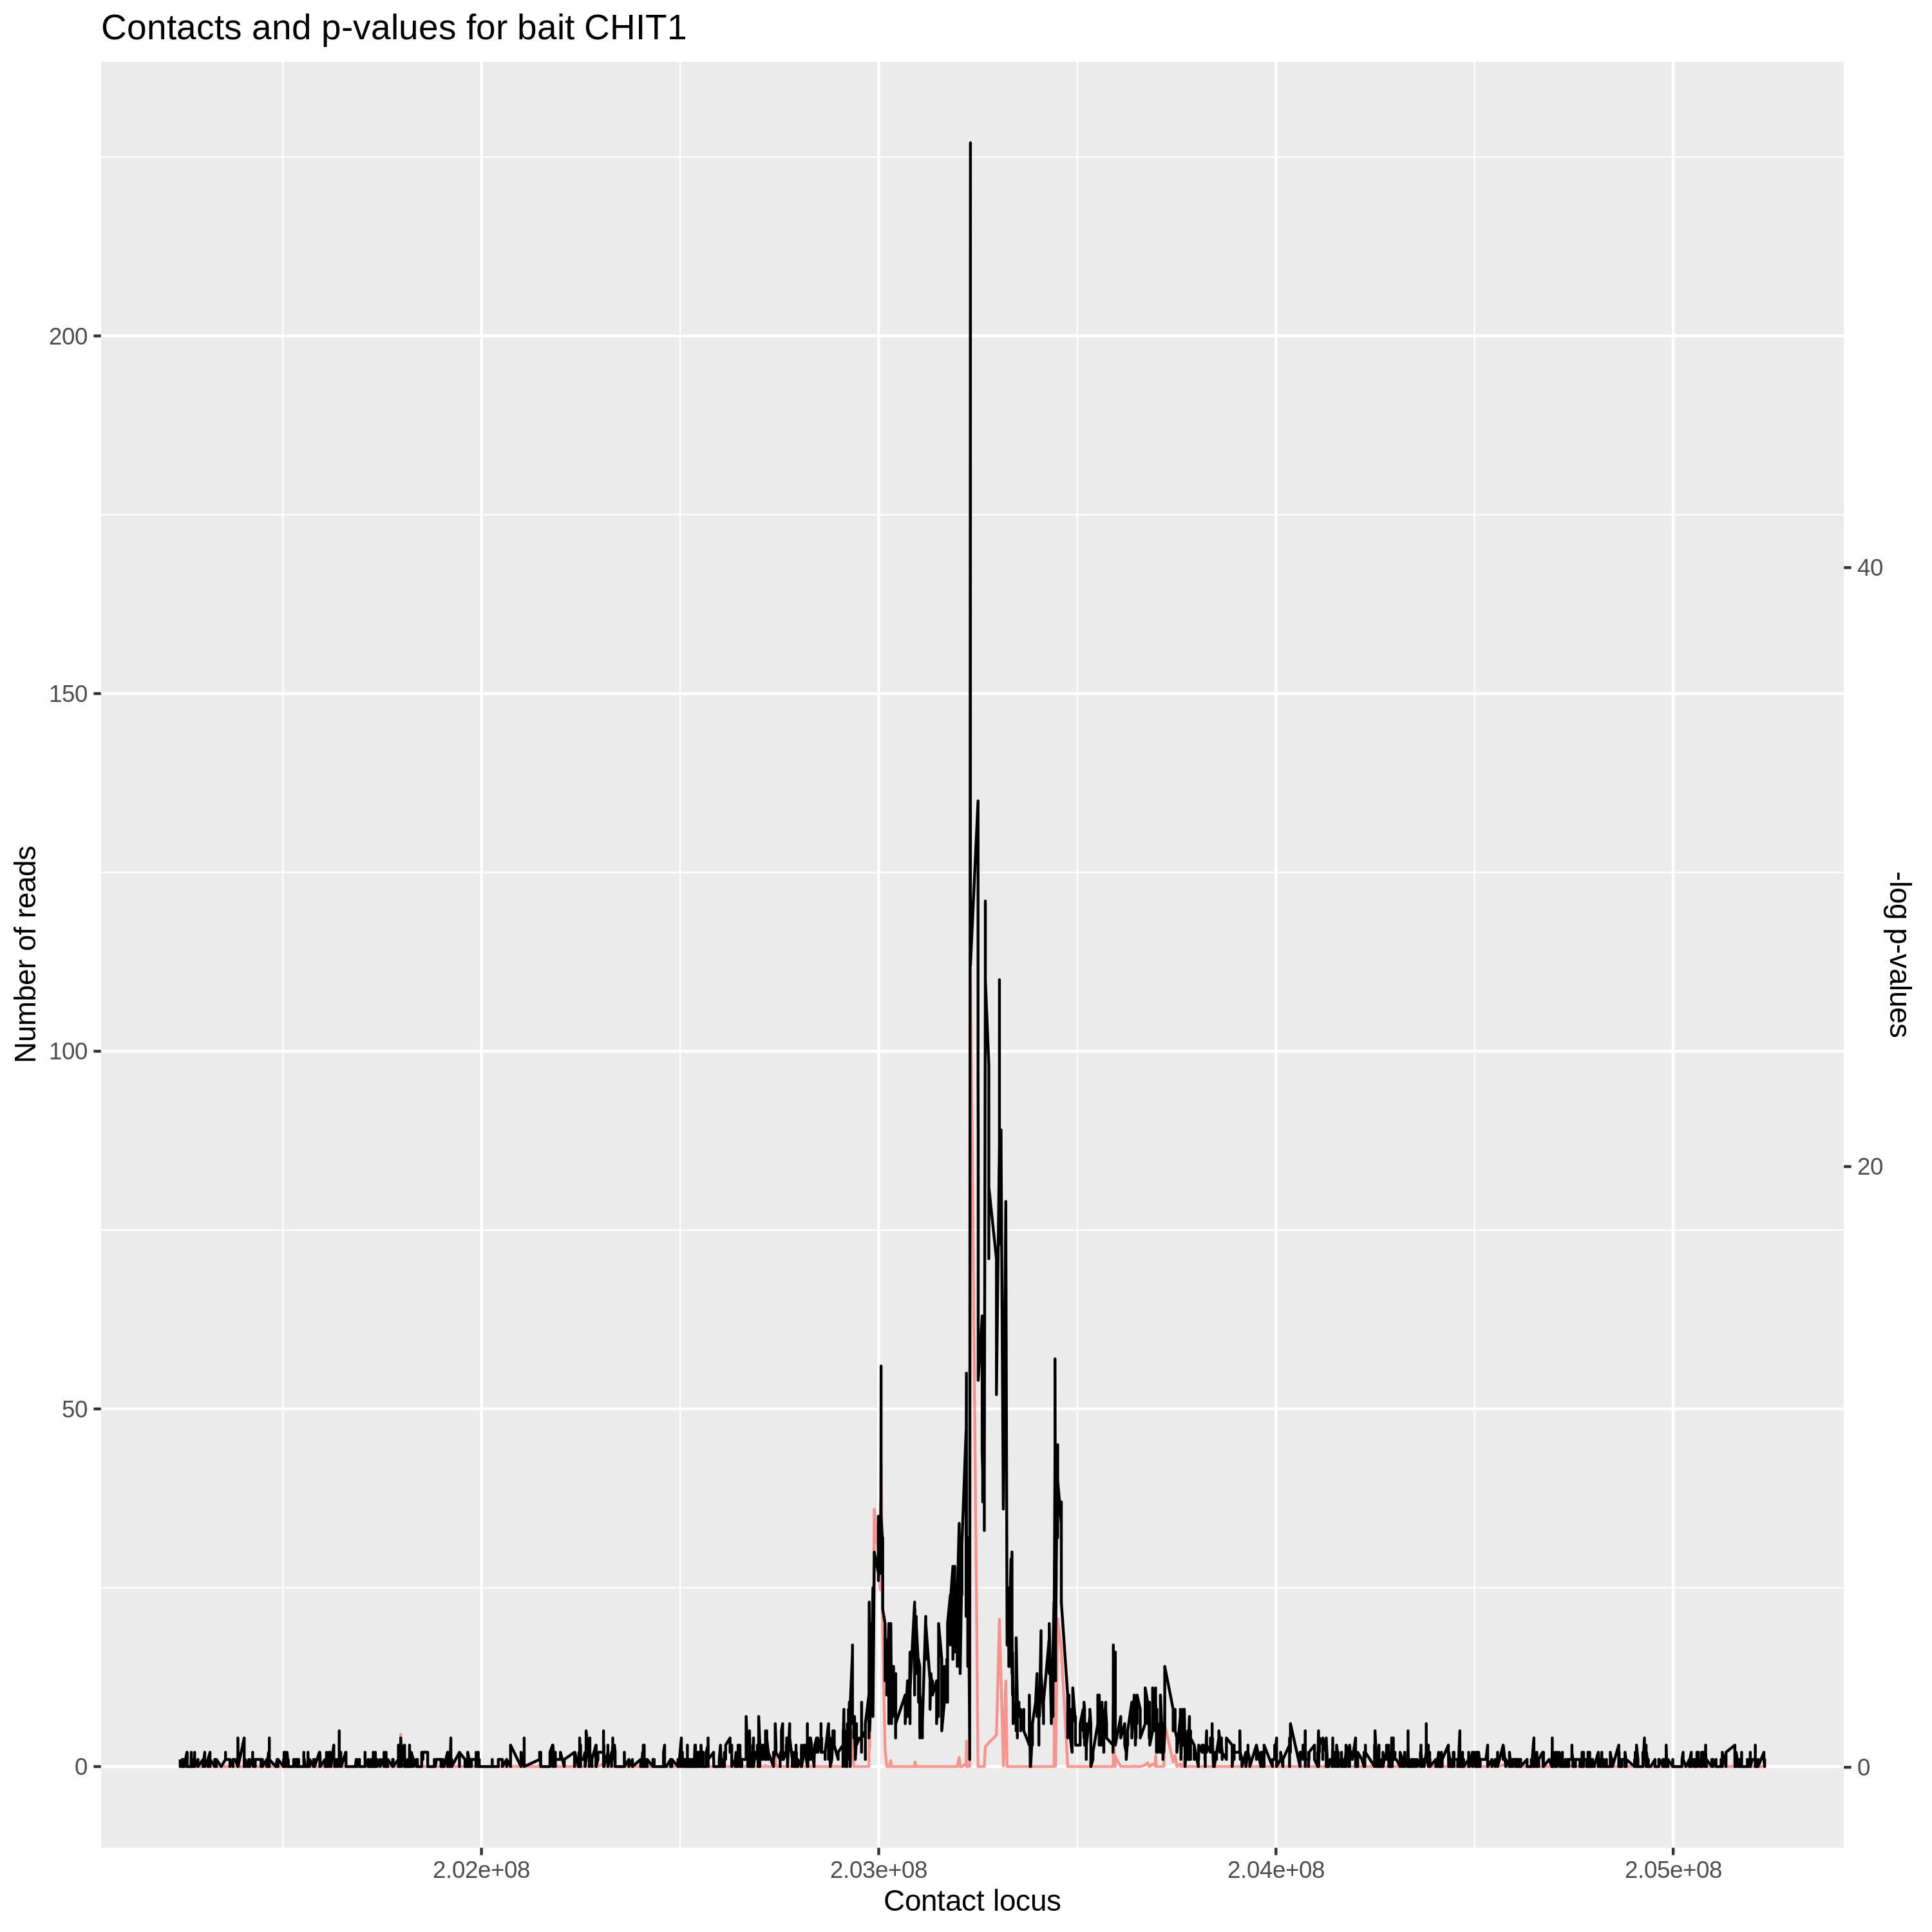 Contacts and p-values for bait CHIT1
200
150
100
50
0
Number of reads
40
20
0
-log p-values
2.02e+08
2.03e+08
2.04e+08
2.05e+08
Contact locus